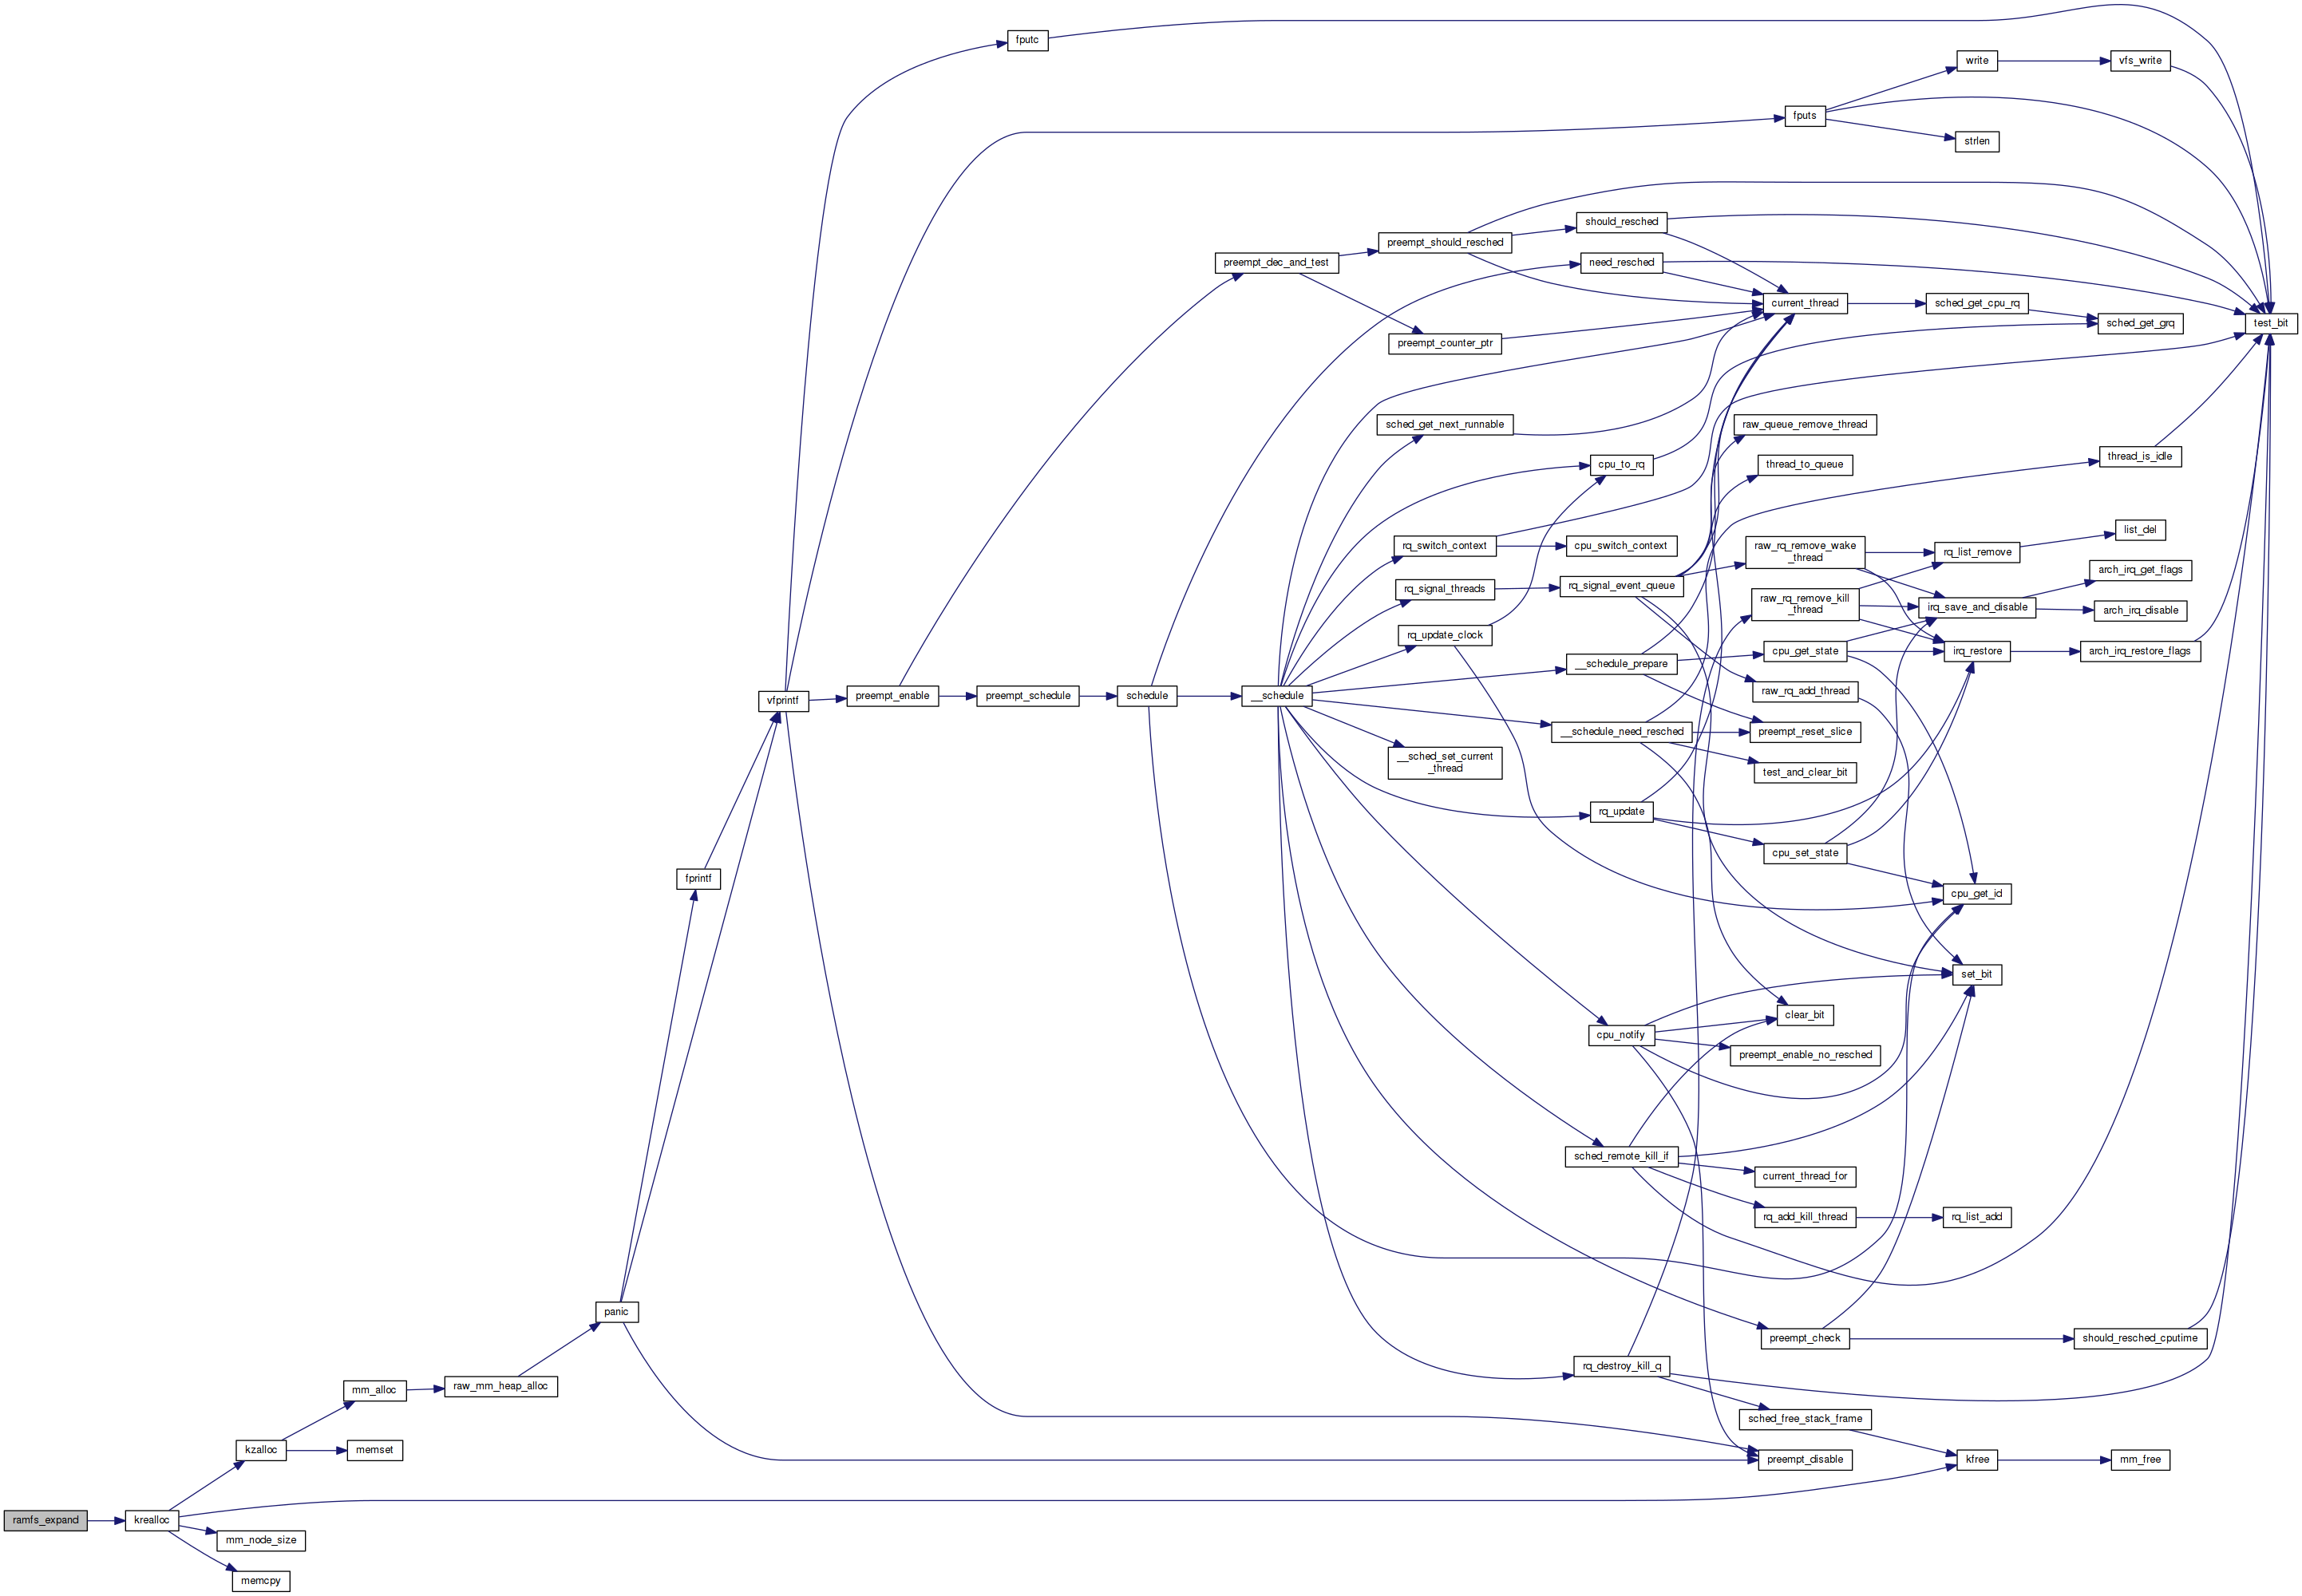 fputc
write
vfs_write
fputs
strlen
should_resched
preempt_should_resched
preempt_dec_and_test
need_resched
current_thread
sched_get_cpu_rq
sched_get_grq
test_bit
preempt_counter_ptr
sched_get_next_runnable
raw_queue_remove_thread
cpu_to_rq
thread_to_queue
thread_is_idle
list_del
rq_switch_context
cpu_switch_context
raw_rq_remove_wake
_thread
rq_list_remove
arch_irq_get_flags
rq_signal_threads
rq_signal_event_queue
raw_rq_remove_kill
_thread
irq_save_and_disable
arch_irq_disable
rq_update_clock
__schedule_prepare
cpu_get_state
irq_restore
arch_irq_restore_flags
vfprintf
preempt_enable
preempt_schedule
schedule
__schedule
raw_rq_add_thread
__schedule_need_resched
preempt_reset_slice
__sched_set_current
_thread
test_and_clear_bit
rq_update
cpu_set_state
fprintf
cpu_get_id
set_bit
clear_bit
cpu_notify
preempt_enable_no_resched
sched_remote_kill_if
current_thread_for
rq_add_kill_thread
rq_list_add
panic
preempt_check
should_resched_cputime
rq_destroy_kill_q
mm_alloc
raw_mm_heap_alloc
sched_free_stack_frame
kzalloc
memset
preempt_disable
kfree
mm_free
ramfs_expand
krealloc
mm_node_size
memcpy